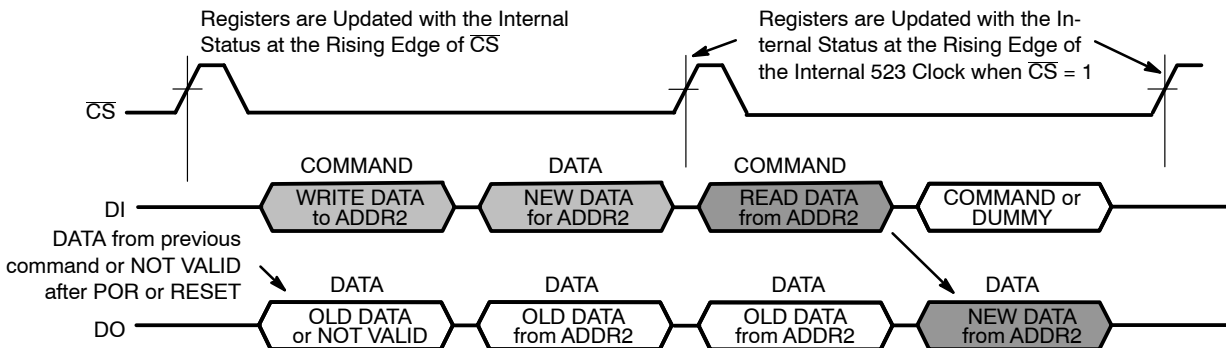 Registers are Updated with the Internal
Status at the Rising Edge of C̅S̅
Registers are Updated with the In-
ternal Status at the Rising Edge of
the Internal 523 Clock when C̅S̅ = 1
C̅S̅
COMMAND
DATA
COMMAND
DI
WRITE DATA
to ADDR2
NEW DATA
for ADDR2
READ DATA
from ADDR2
COMMAND or
DUMMY
DATA from previous
command or NOT VALID
after POR or RESET
DATA
DATA
DATA
DATA
DO
OLD DATA
or NOT VALID
OLD DATA
from ADDR2
OLD DATA
from ADDR2
NEW DATA
from ADDR2